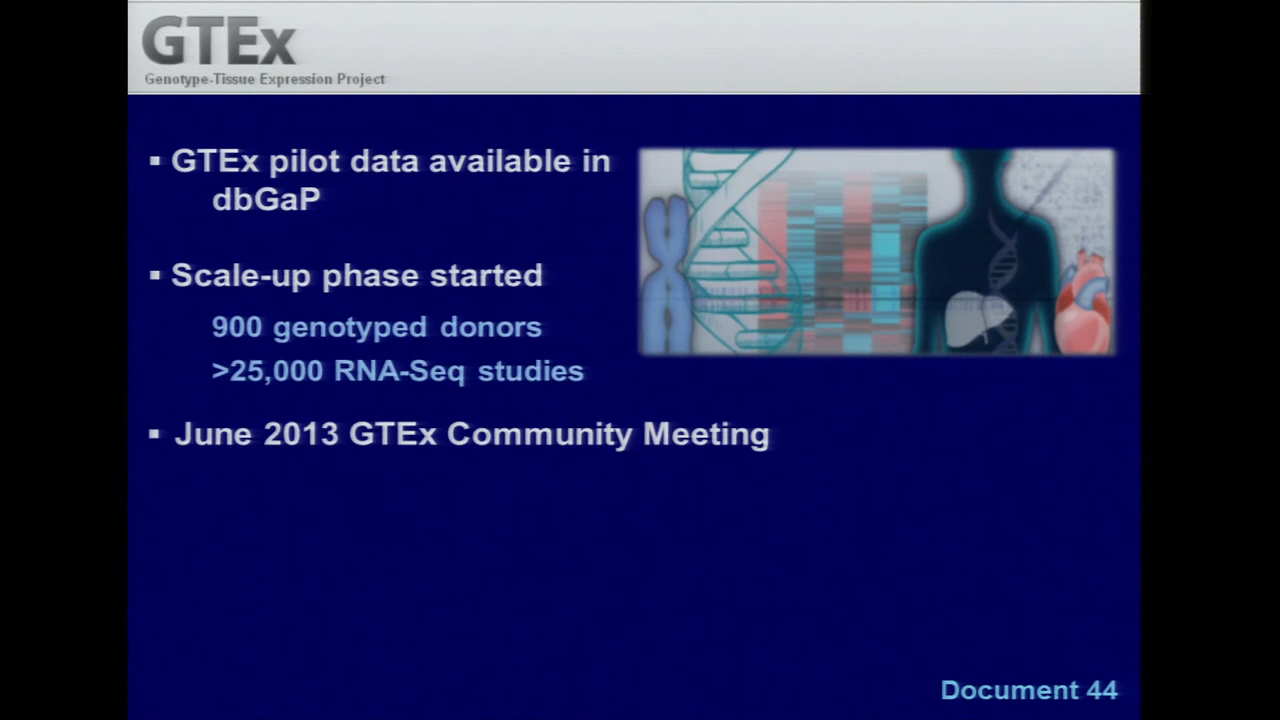 GTEx
Genotype-Tissue Expression Project
▪ GTEx pilot data available in
dbGaP
▪ Scale-up phase started
900 genotyped donors
>25,000 RNA-Seq studies
▪ June 2013 GTEx Community Meeting
Document 44